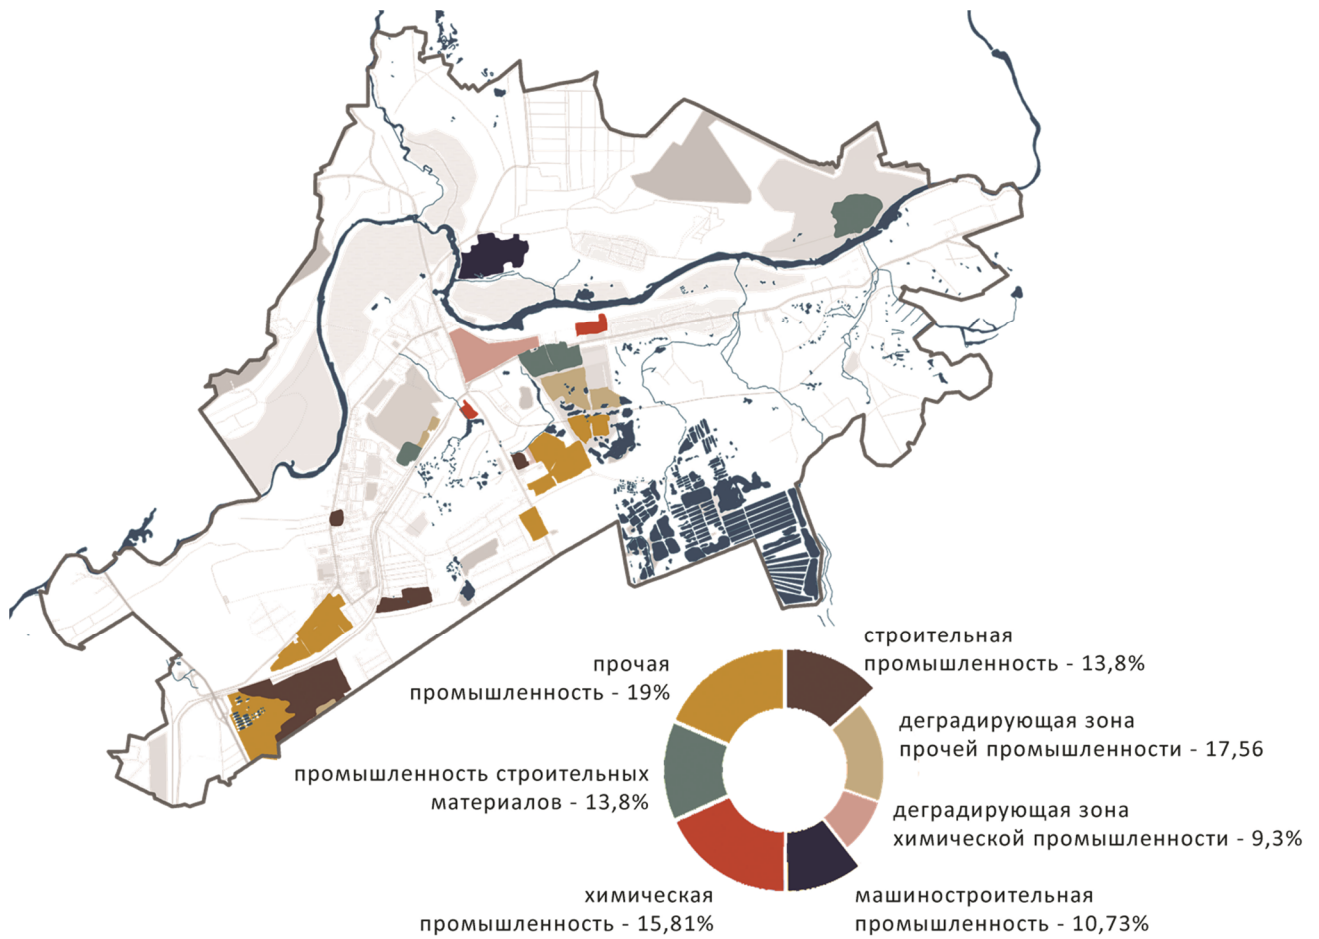 строительная
промышленность - 13,8%
прочая
промышленность - 19%
деградирующая зона
прочей промышленности - 17,56
промышленность строительных
материалов - 13,8%
деградирующая зона
химической промышленности - 9,3%
химическая
промышленность - 15,81%
машиностроительная
промышленность - 10,73%